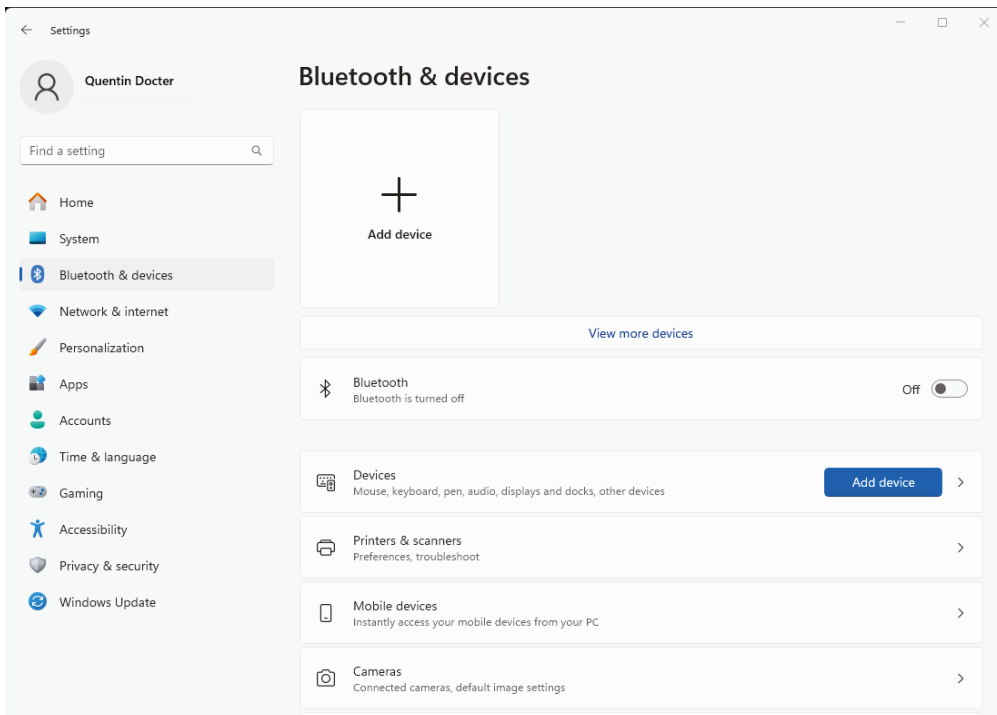 Settings
Quentin Docter
Find a setting
Home
System
Bluetooth & devices
Network & internet
Personalization
Apps
Accounts
Time & language
Gaming
Accessibility
Privacy & security
Windows Update
Bluetooth & devices
Add device
View more devices
Bluetooth
Bluetooth is turned off
Off
Devices
Mouse, keyboard, pen, audio, displays and docks, other devices
Add device
Printers & scanners
Preferences, troubleshoot
Mobile devices
Instantly access your mobile devices from your PC
Cameras
Connected cameras, default image settings